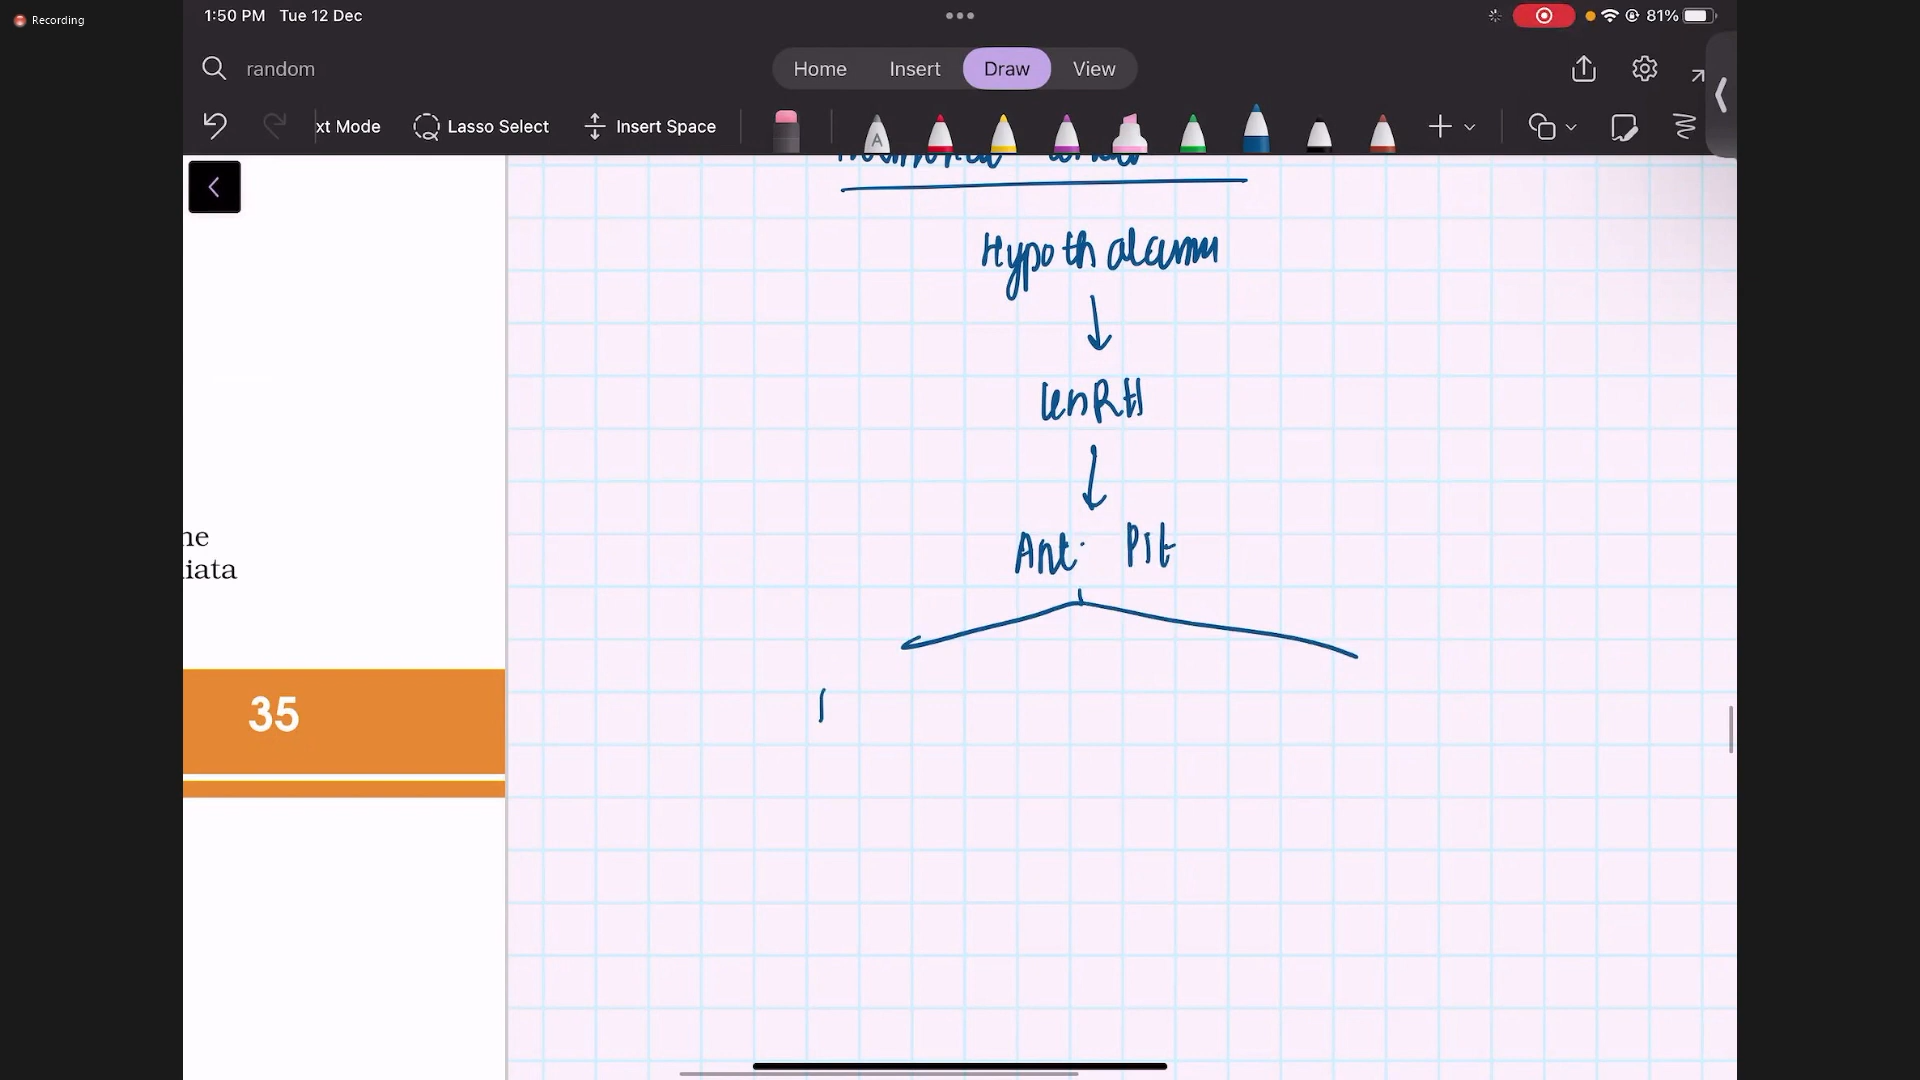 Recording
1:50 PM Tue 12 Dec
81%
random
Home Insert Draw View
xt Mode Lasso Select Insert Space
A
Hypothalamu
GnRH
Ant. Pit
ne
iata
35